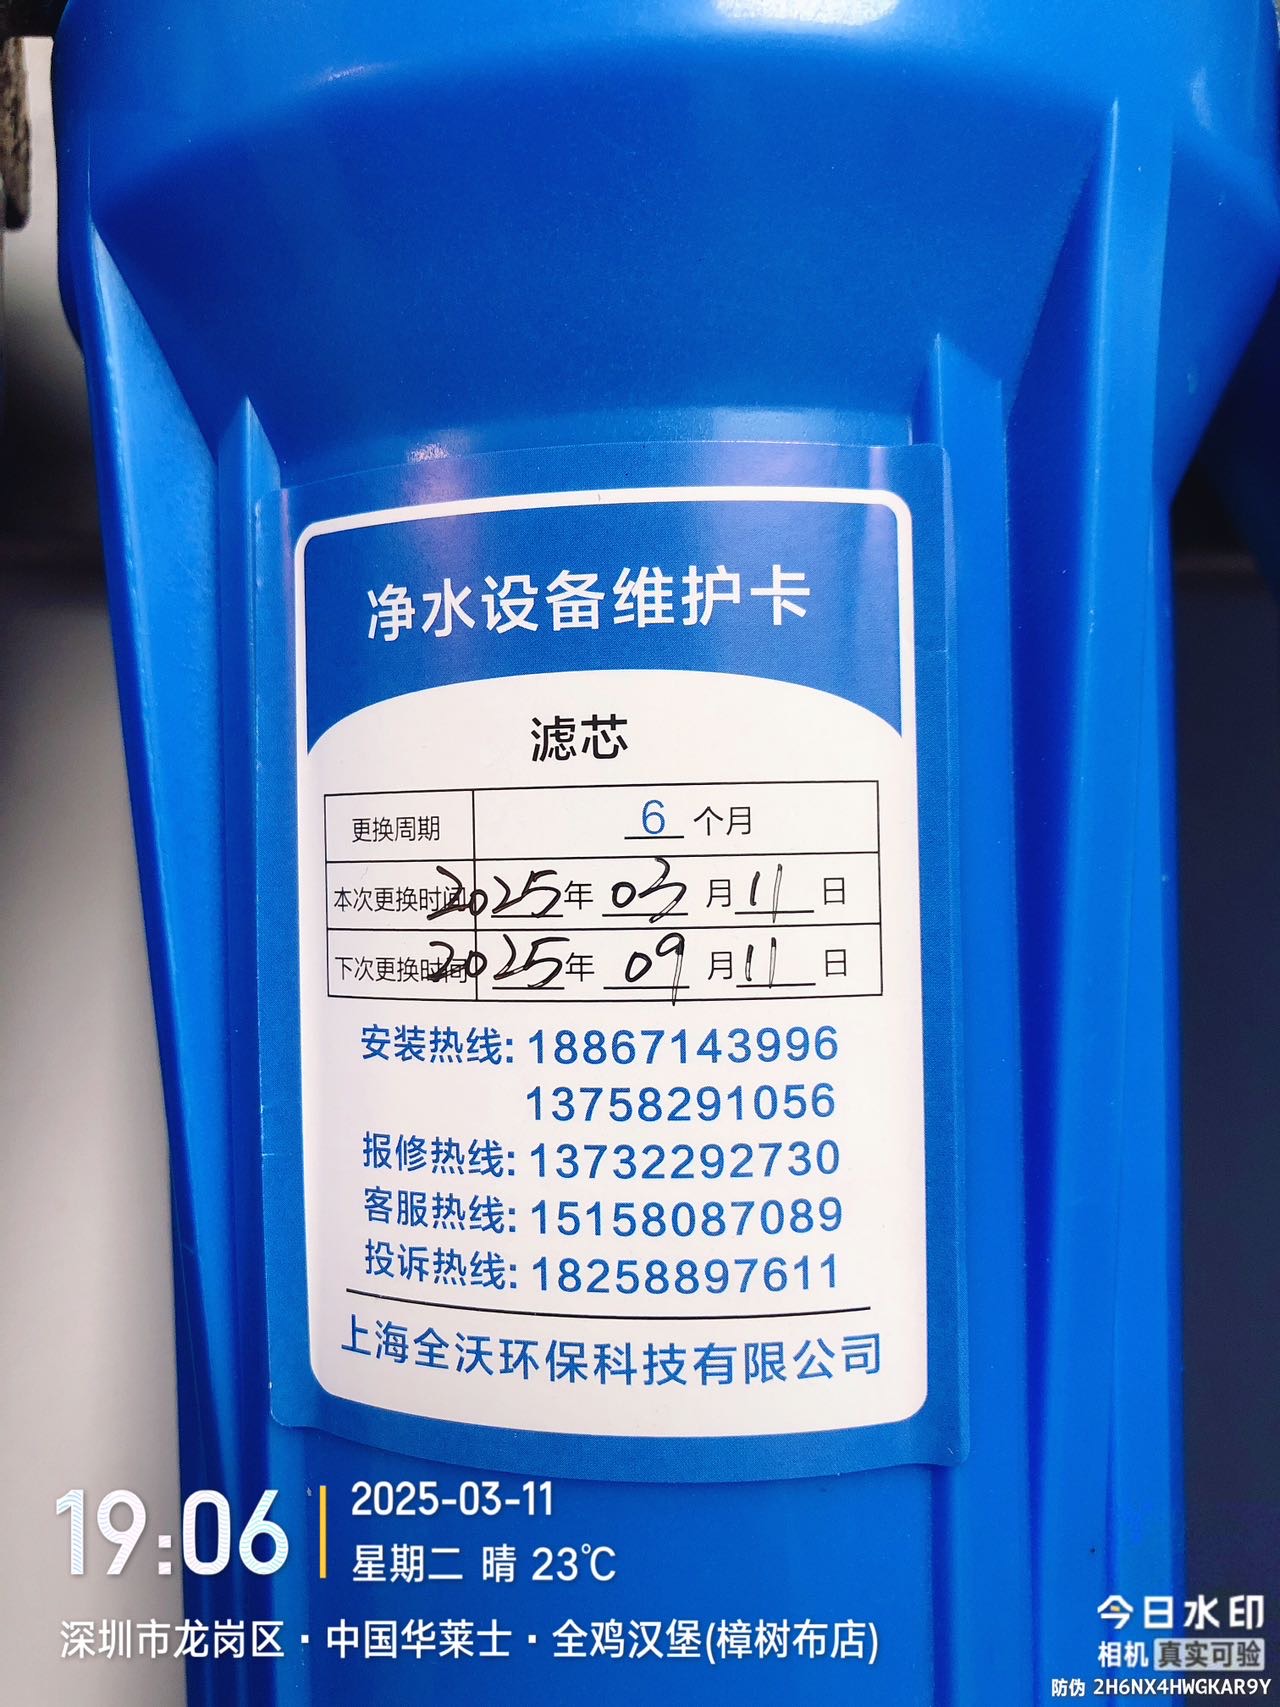 净水设备维护卡
滤芯
更换周期 6 个月
本次更换时间 2025年 03 月 11 日
下次更换时间 2025年 09 月 11 日
安装热线: 18867143996
13758291056
报修热线: 13732292730
客服热线: 15158087089
投诉热线: 18258897611
上海全沃环保科技有限公司
19:06
2025-03-11
星期二 晴 23℃
深圳市龙岗区·中国华莱士·全鸡汉堡(樟树布店)
今日水印
相机 真实可验
防伪 2H6NX4HWGKAR9Y